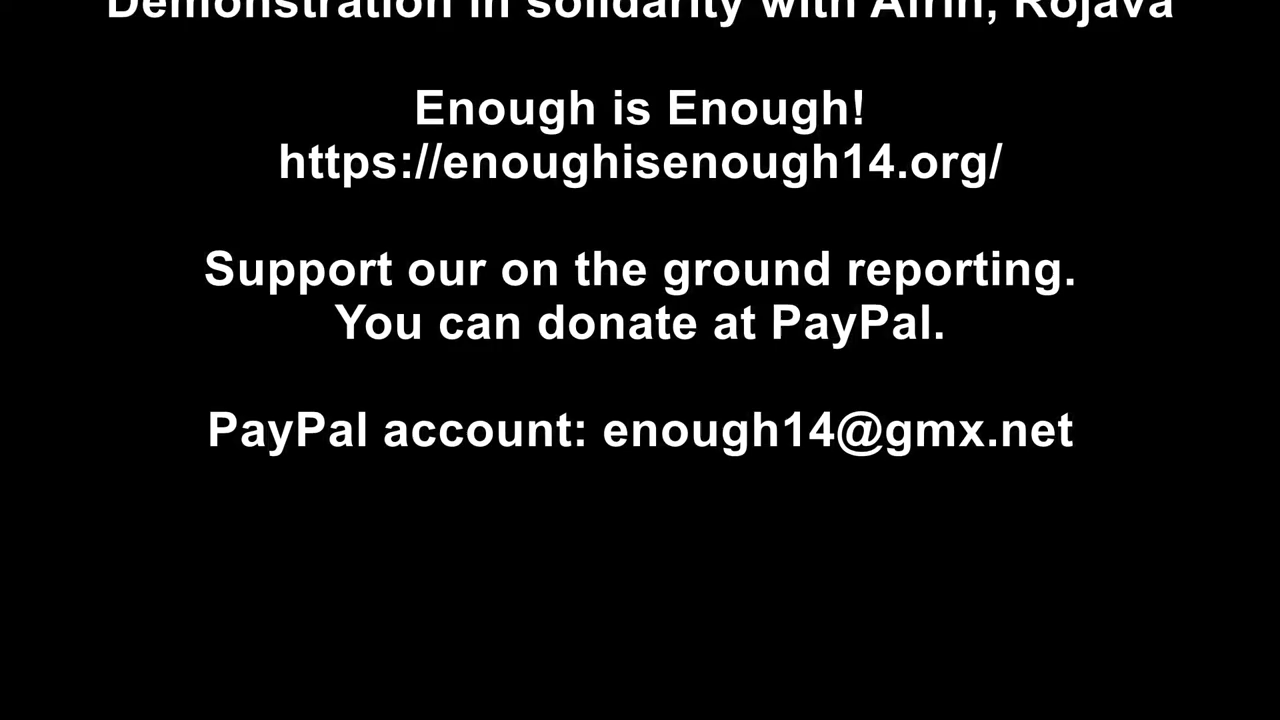 Demonstration in solidarity with Afrin, Rojava
Enough is Enough!
https://enoughisenough14.org/
Support our on the ground reporting.
You can donate at PayPal.
PayPal account: enough14@gmx.net